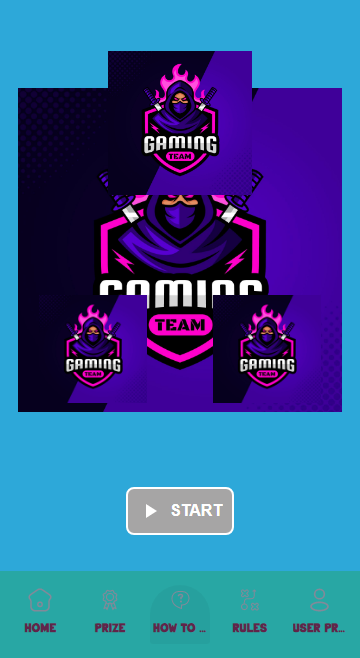 GAMING
TEAM
GAMING
TEAM
GAMING
TEAM
GAMING
TEAM
START
HOME
PRIZE
HOW TO ...
RULES
USER PR...